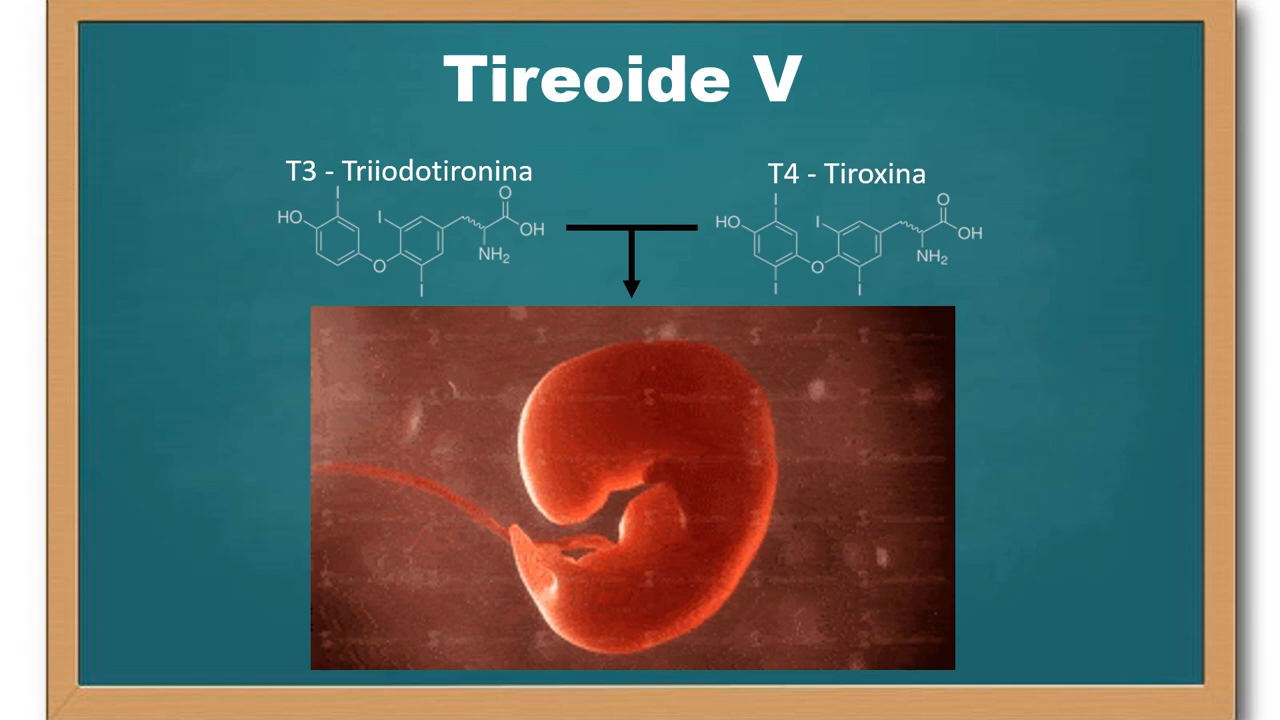 Tireoide V
T3 - Triiodotironina
T4 - Tiroxina
I
HO
I
O
OH
NH₂
O
I
I
HO
I
O
OH
NH₂
O
I
I